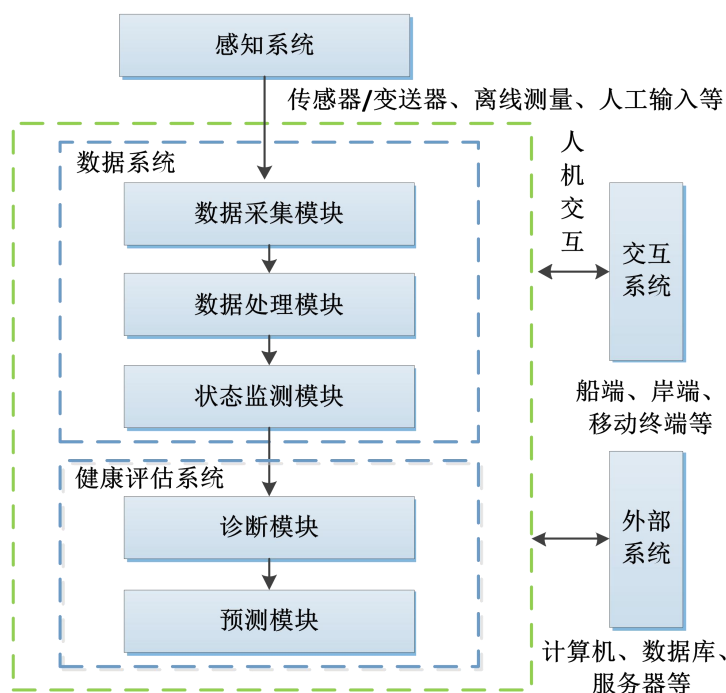 感知系统
传感器/变送器、离线测量、人工输入等
数据系统
数据采集模块
数据处理模块
状态监测模块
健康评估系统
诊断模块
预测模块
人
机
交
互
交互
系统
船端、岸端、
移动终端等
外部
系统
计算机、数据库、
服务器等